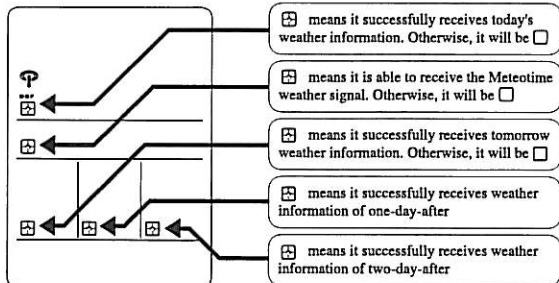 means it successfully receives today's
weather information. Otherwise, it will be
means it is able to receive the Meteotime
weather signal. Otherwise, it will be
means it successfully receives tomorrow
weather information. Otherwise, it will be
means it successfully receives weather
information of one-day-after
means it successfully receives weather
information of two-day-after